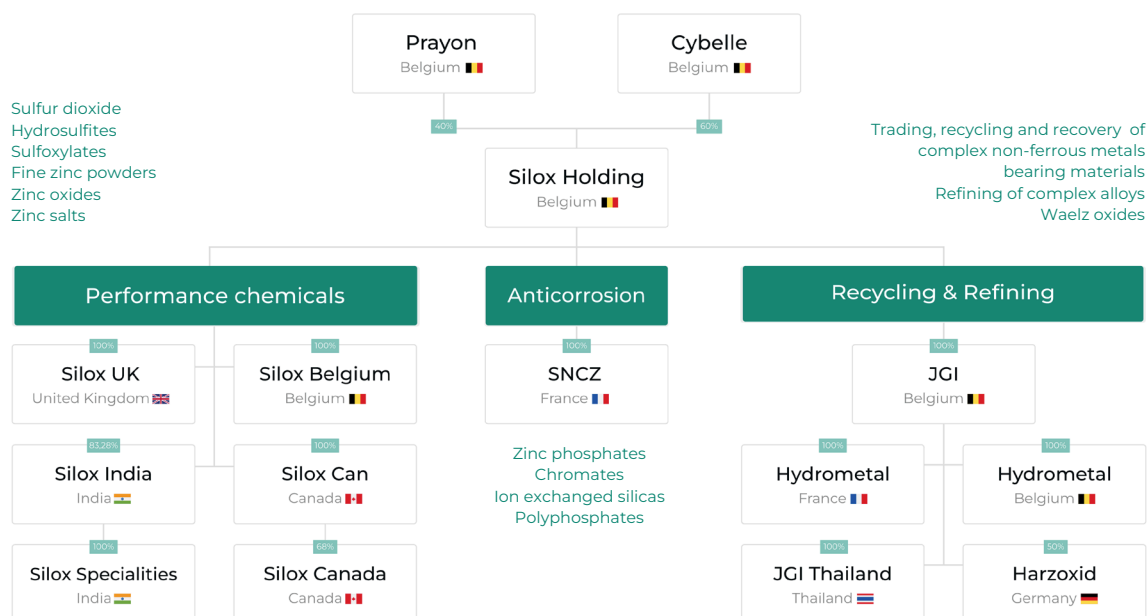 Prayon
Belgium
Cybelle
Belgium
40%
60%
Sulfur dioxide
Hydrosulfites
Sulfoxylates
Fine zinc powders
Zinc oxides
Zinc salts
Silox Holding
Belgium
Trading, recycling and recovery of
complex non-ferrous metals
bearing materials
Refining of complex alloys
Waelz oxides
Performance chemicals
Anticorrosion
Recycling & Refining
100%
Silox UK
United Kingdom
100%
Silox Belgium
Belgium
100%
SNCZ
France
100%
JGI
Belgium
83,28%
Silox India
India
100%
Silox Can
Canada
Zinc phosphates
Chromates
Ion exchanged silicas
Polyphosphates
100%
Hydrometal
France
100%
Hydrometal
Belgium
100%
Silox Specialities
India
68%
Silox Canada
Canada
100%
JGI Thailand
Thailand
50%
Harzoxid
Germany